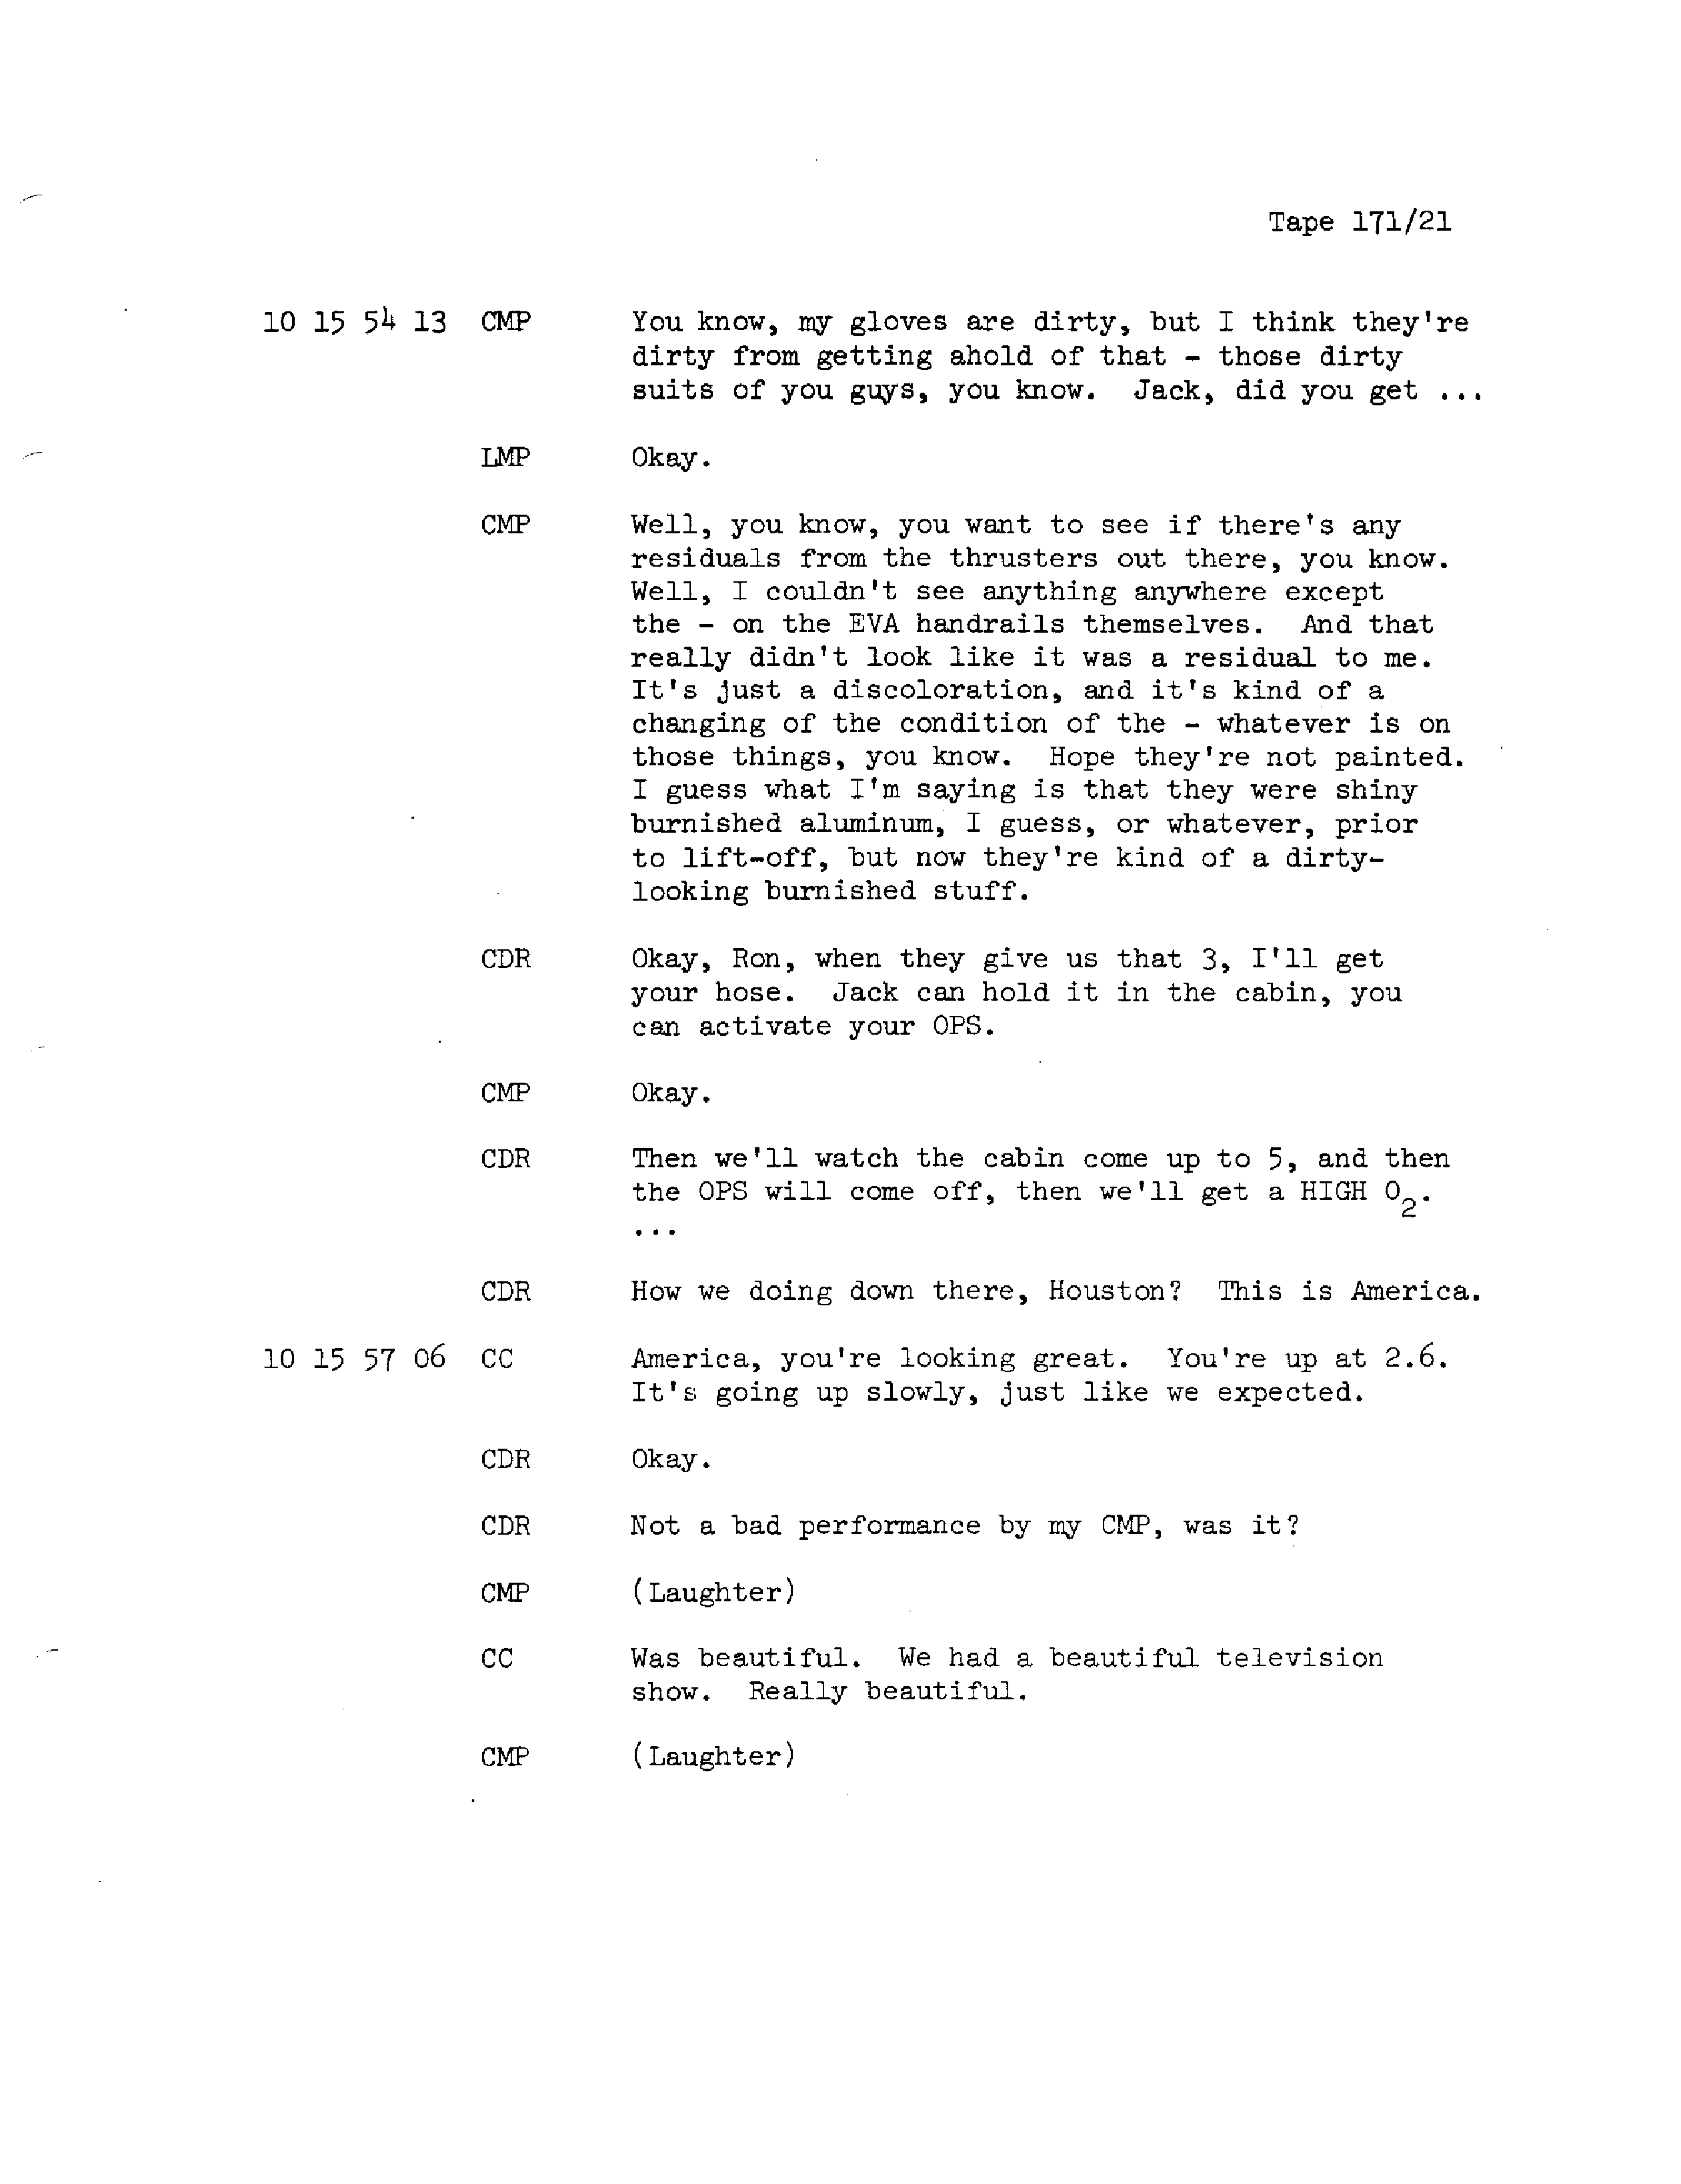 Tape 171/21
10 15 54 13 CMP You know, my gloves are dirty, but I think they're
dirty from getting ahold of that - those dirty
suits of you guys, you know. Jack, did you get ...
LMP Okay.
CMP Well, you know, you want to see if there's any
residuals from the thrusters out there, you know.
Well, I couldn't see anything anywhere except
the - on the EVA handrails themselves. And that
really didn't look like it was a residual to me.
It's just a discoloration, and it's kind of a
changing of the condition of the - whatever is on
those things, you know. Hope they're not painted.
I guess what I'm saying is that they were shiny
burnished aluminum, I guess, or whatever, prior
to lift-off, but now they're kind of a dirty-
looking burnished stuff.
CDR Okay, Ron, when they give us that 3, I'll get
your hose. Jack can hold it in the cabin, you
can activate your OPS.
CMP Okay.
CDR Then we'll watch the cabin come up to 5, and then
the OPS will come off, then we'll get a HIGH O2.
...
CDR How we doing down there, Houston? This is America.
10 15 57 06 CC America, you're looking great. You're up at 2.6.
It's going up slowly, just like we expected.
CDR Okay.
CDR Not a bad performance by my CMP, was it?
CMP (Laughter)
CC Was beautiful. We had a beautiful television
show. Really beautiful.
CMP (Laughter)